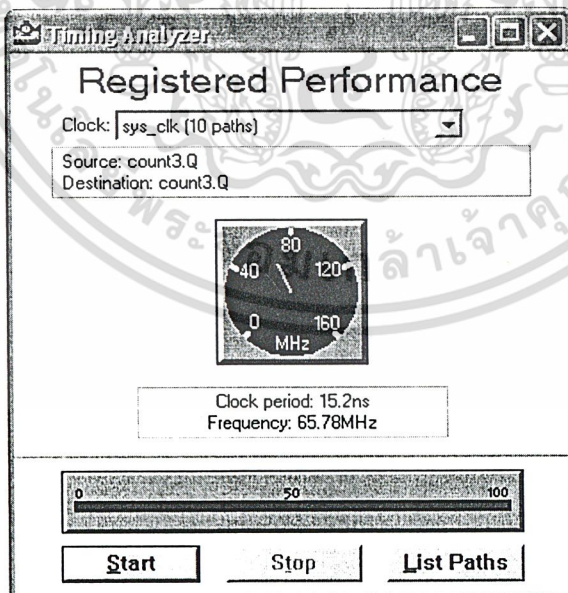 Timing Analyzer
Registered Performance
Clock: sys_clk (10 paths)
Source: count3.Q
Destination: count3.Q
80
40 120
0 160
MHz
Clock period: 15.2ns
Frequency: 65.78MHz
0 50 100
Start Stop List Paths